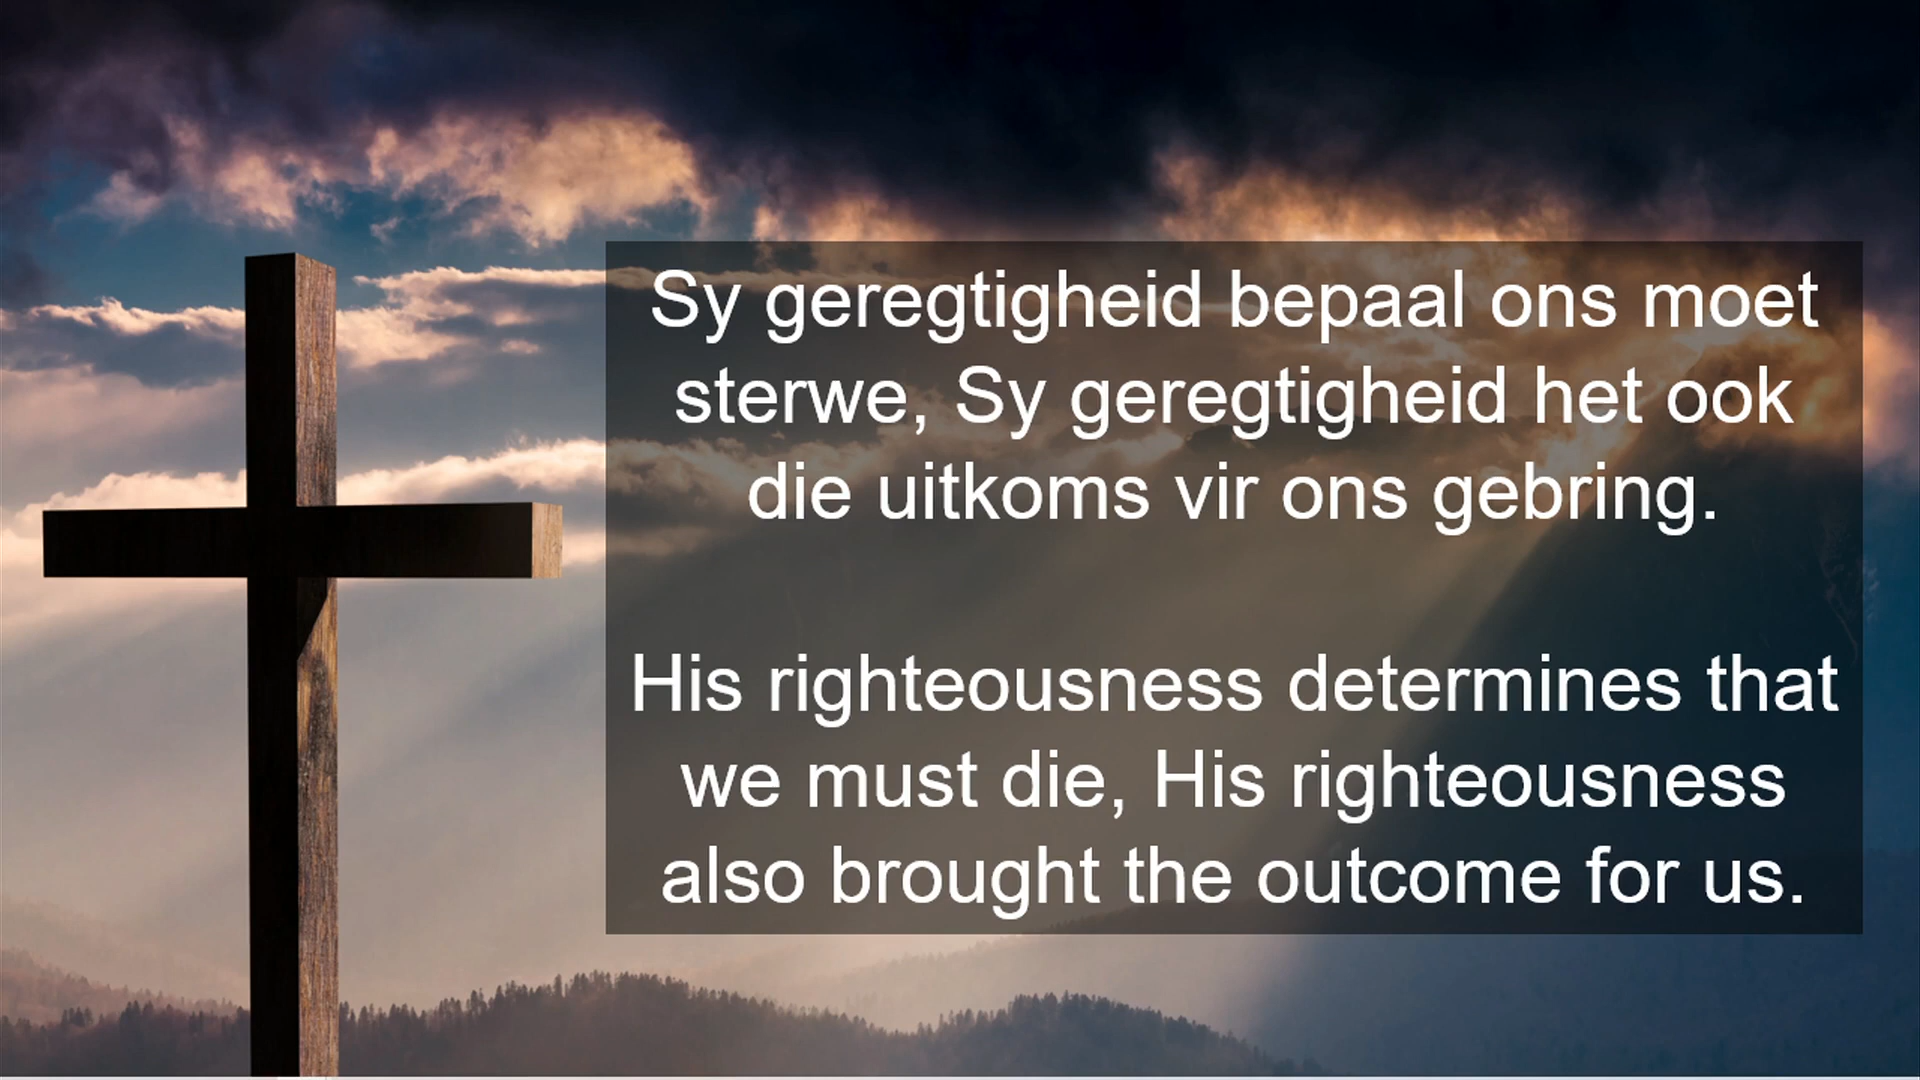 Sy geregtigheid bepaal ons moet
sterwe, Sy geregtigheid het ook
die uitkoms vir ons gebring.
His righteousness determines that
we must die, His righteousness
also brought the outcome for us.